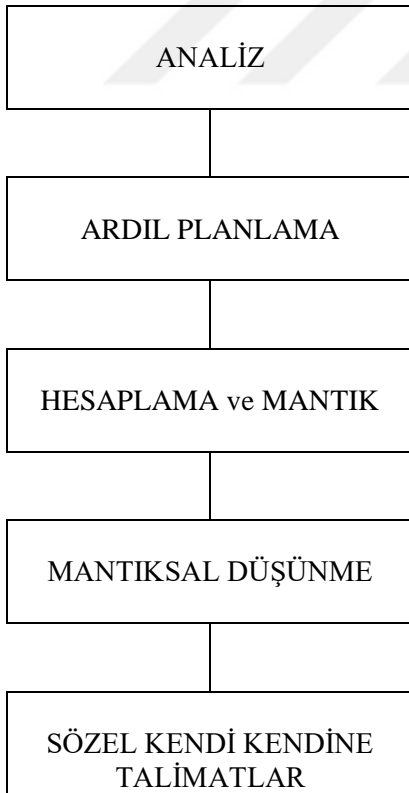 ANALİZ
ARDIL PLANLAMA
HESAPLAMA ve MANTIK
MANTIKSAL DÜŞÜNME
SÖZEL KENDİ KENDİNE
TALİMATLAR